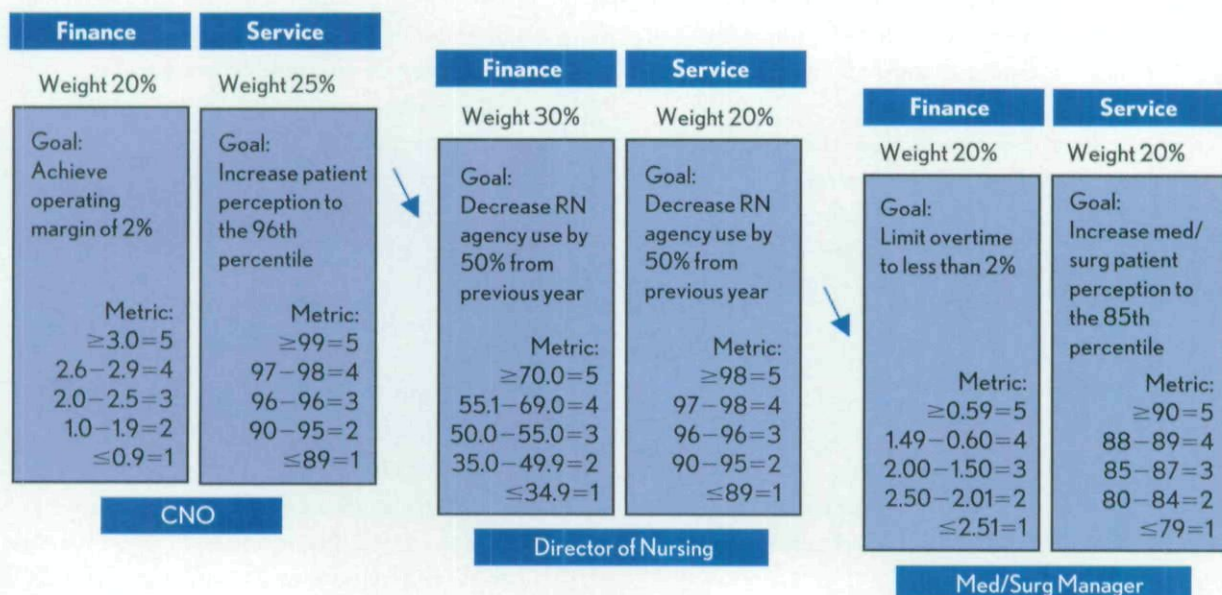 Finance
Weight 20%
Goal:
Achieve
operating
margin of 2%
Metric:
≥3.0=5
2.6–2.9=4
2.0–2.5=3
1.0–1.9=2
≤0.9=1
Service
Weight 25%
Goal:
Increase patient
perception to
the 96th
percentile
Metric:
≥99=5
97–98=4
96–96=3
90–95=2
≤89=1
CNO
Finance
Weight 30%
Goal:
Decrease RN
agency use by
50% from
previous year
Metric:
≥70.0=5
55.1–69.0=4
50.0–55.0=3
35.0–49.9=2
≤34.9=1
Service
Weight 20%
Goal:
Decrease RN
agency use by
50% from
previous year
Metric:
≥98=5
97–98=4
96–96=3
90–95=2
≤89=1
Director of Nursing
Finance
Weight 20%
Goal:
Limit overtime
to less than 2%
Metric:
≥0.59=5
1.49–0.60=4
2.00–1.50=3
2.50–2.01=2
≤2.51=1
Service
Weight 20%
Goal:
Increase med/
surg patient
perception to
the 85th
percentile
Metric:
≥90=5
88–89=4
85–87=3
80–84=2
≤79=1
Med/Surg Manager